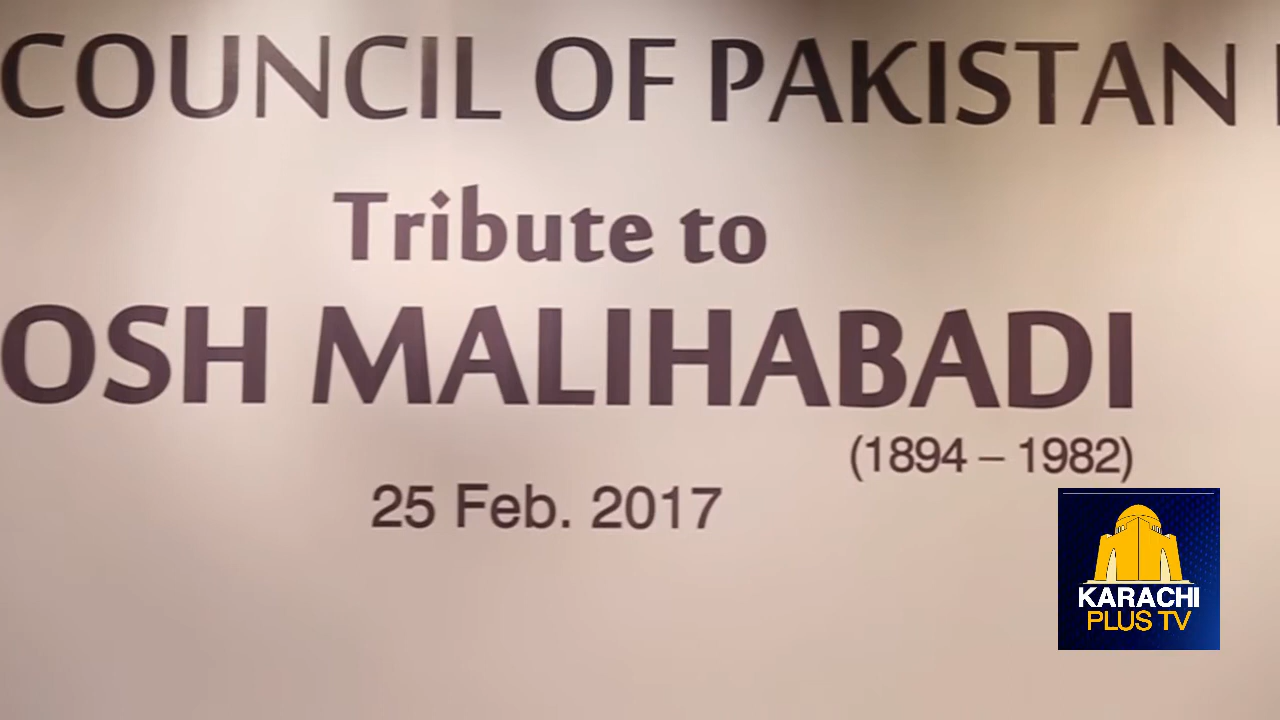 COUNCIL OF PAKISTAN
Tribute to
OSH MALIHABADI
(1894 – 1982)
25 Feb. 2017
KARACHI
PLUS TV